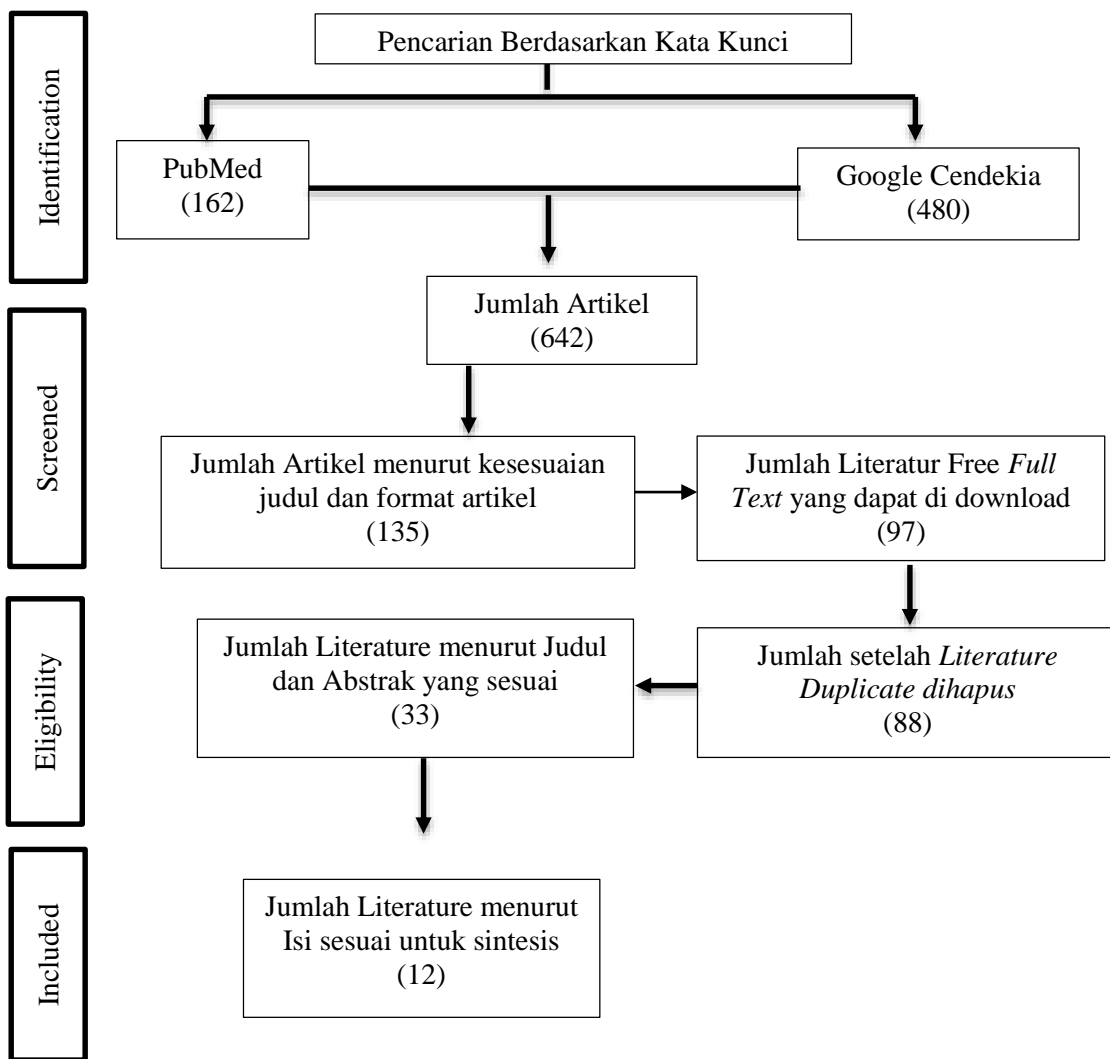 Identification
Pencarian Berdasarkan Kata Kunci
PubMed
(162)
Google Cendekia
(480)
Jumlah Artikel
(642)
Screened
Jumlah Artikel menurut kesesuaian
judul dan format artikel
(135)
Jumlah Literatur Free Full
Text yang dapat di download
(97)
Eligibility
Jumlah Literature menurut Judul
dan Abstrak yang sesuai
(33)
Jumlah setelah Literature
Duplicate dihapus
(88)
Included
Jumlah Literature menurut
Isi sesuai untuk sintesis
(12)